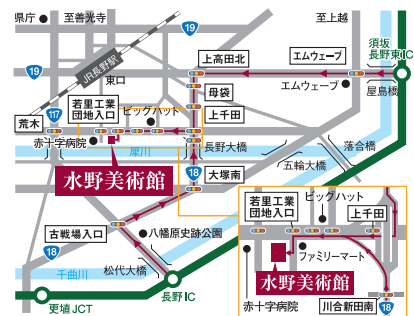 県庁
至善光寺
19
至上越
須坂
長野東IC
上高田北
エムウェーブ
JR長野駅
19
東口
母袋
エムウェーブ
屋島橋
117
若里工業
団地入口
ビッグハット
上千田
荒木
赤十字病院
犀川
長野大橋
落合橋
五輪大橋
水野美術館
18
大塚南
古戦場入口
八幡原史跡公園
18
千曲川
松代大橋
長野IC
更埴JCT
ビッグハット
若里工業
団地入口
上千田
ファミリーマート
水野美術館
赤十字病院
川合新田南
18